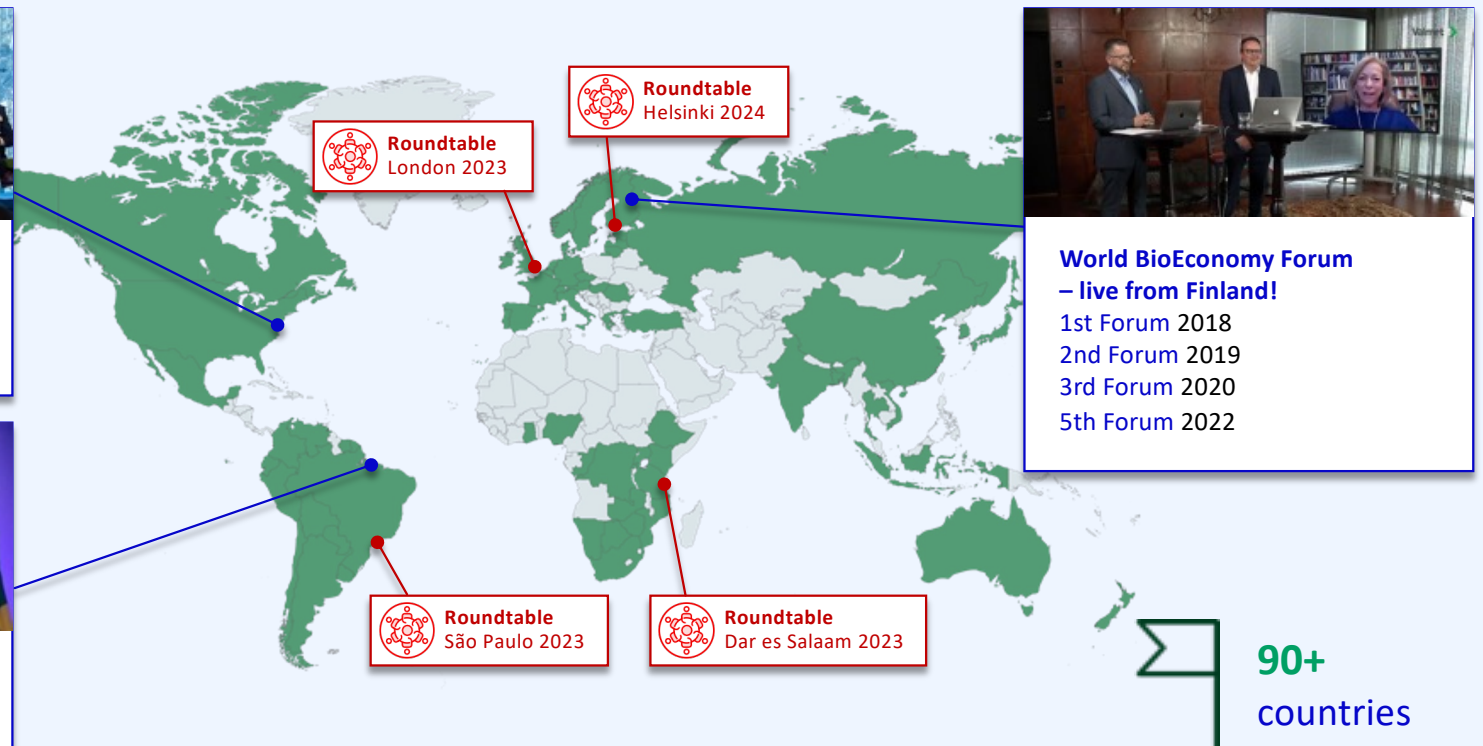 Valmet
Roundtable
Helsinki 2024
Roundtable
London 2023
World BioEconomy Forum
– live from Finland!
1st Forum 2018
2nd Forum 2019
3rd Forum 2020
5th Forum 2022
Roundtable
São Paulo 2023
Roundtable
Dar es Salaam 2023
90+
countries